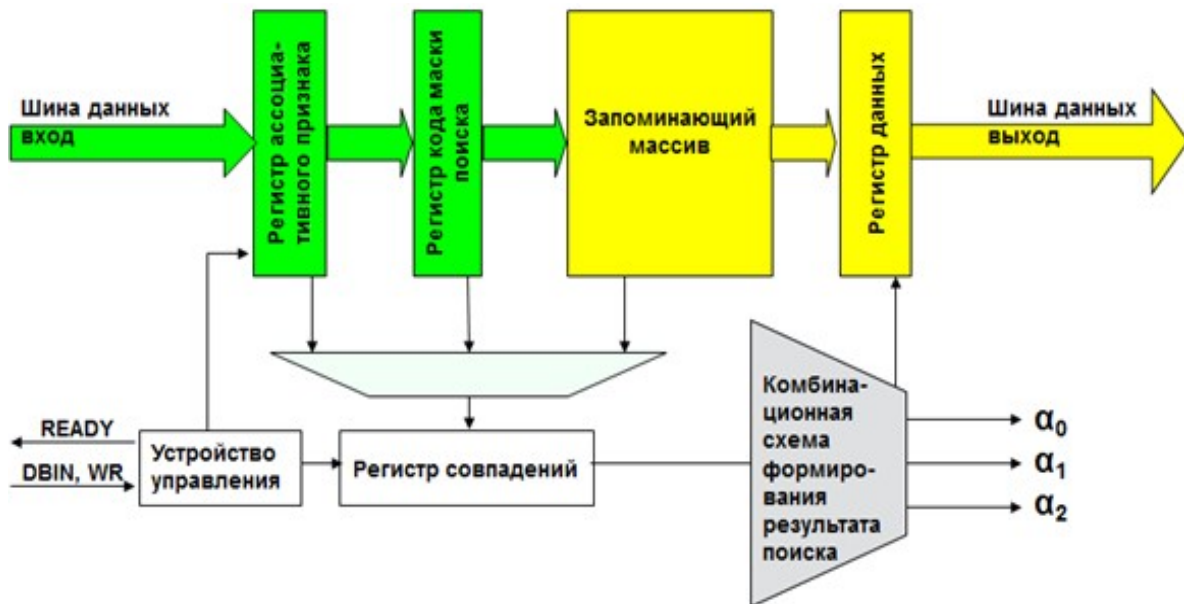 Шина данных
вход
Регистр ассоциа-
тивного признака
Регистр кода маски
поиска
Запоминающий
массив
Регистр данных
Шина данных
выход
READY
DBIN, WR
Устройство
управления
Регистр совпадений
Комбина-
ционная
схема
формиро-
вания
результата
поиска
α0
α1
α2